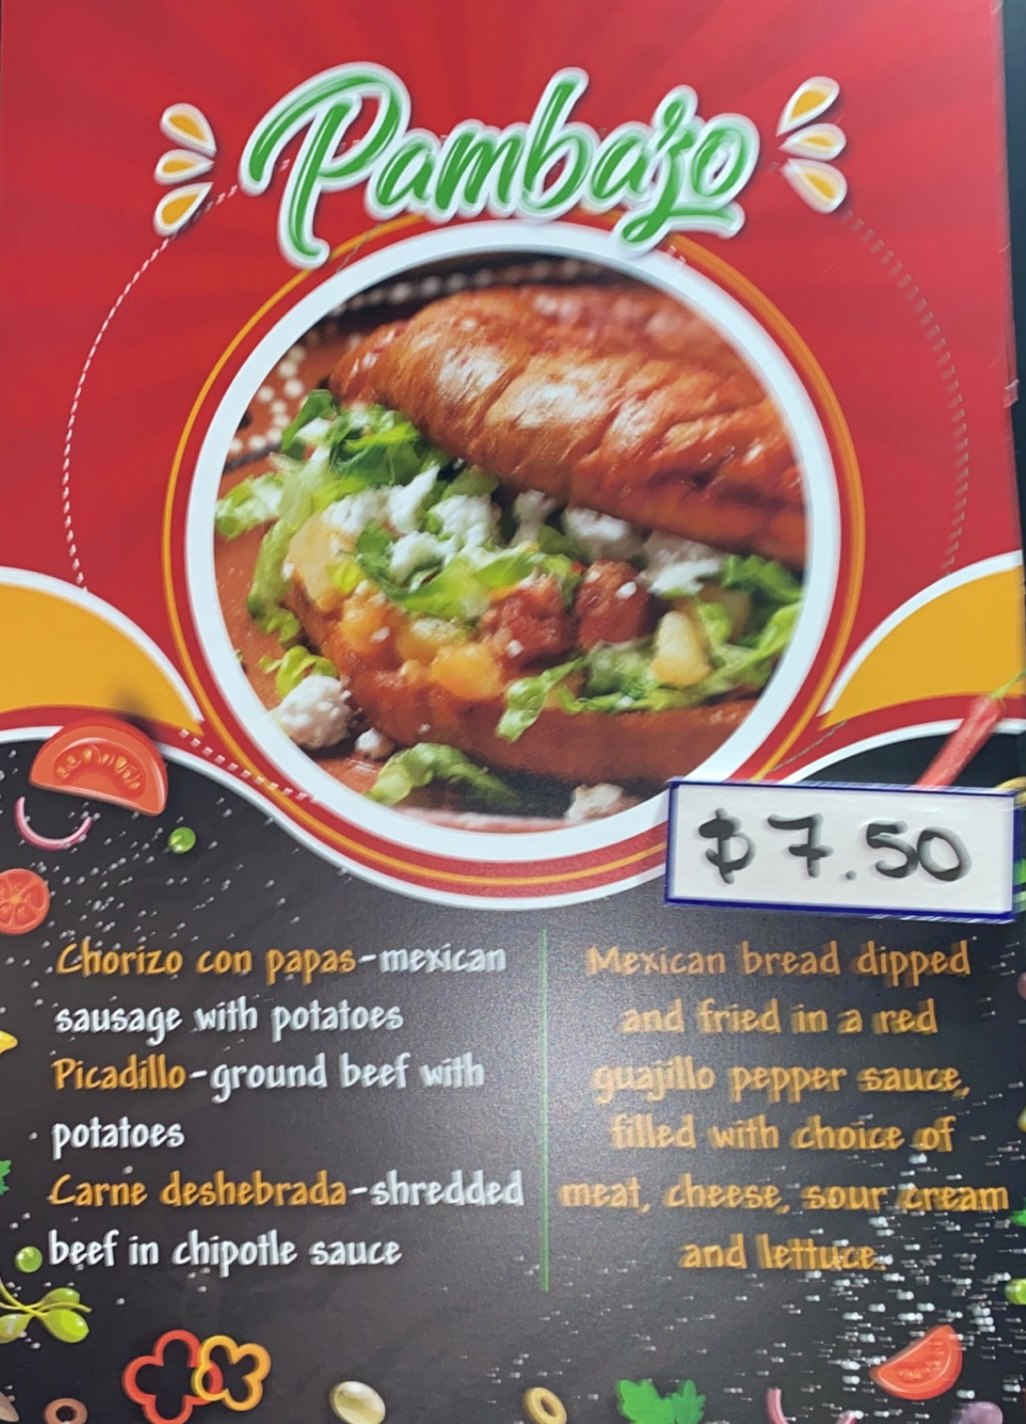 Pambazo
$7.50
Chorizo con papas-mexican
sausage with potatoes
Picadillo-ground beef with
potatoes
Carne deshebrada-shredded
beef in chipotle sauce
Mexican bread dipped
and fried in a red
guajillo pepper sauce,
filled with choice of
meat, cheese, sour cream
and lettuce.